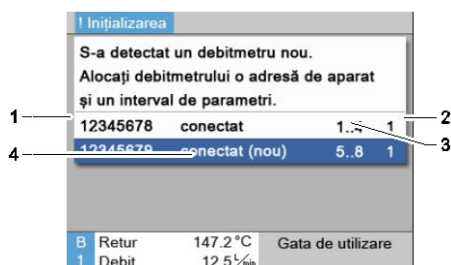 ! Inițializarea
S-a detectat un debitmetru nou.
Alocați debitmetrului o adresă de aparat
și un interval de parametri.
1
12345678 conectat 1..4 1
2
3
4
12345679 conectat (nou) 5..8 1
B Retur 147.2 °C Gata de utilizare
1 Debit 12.5 L/min